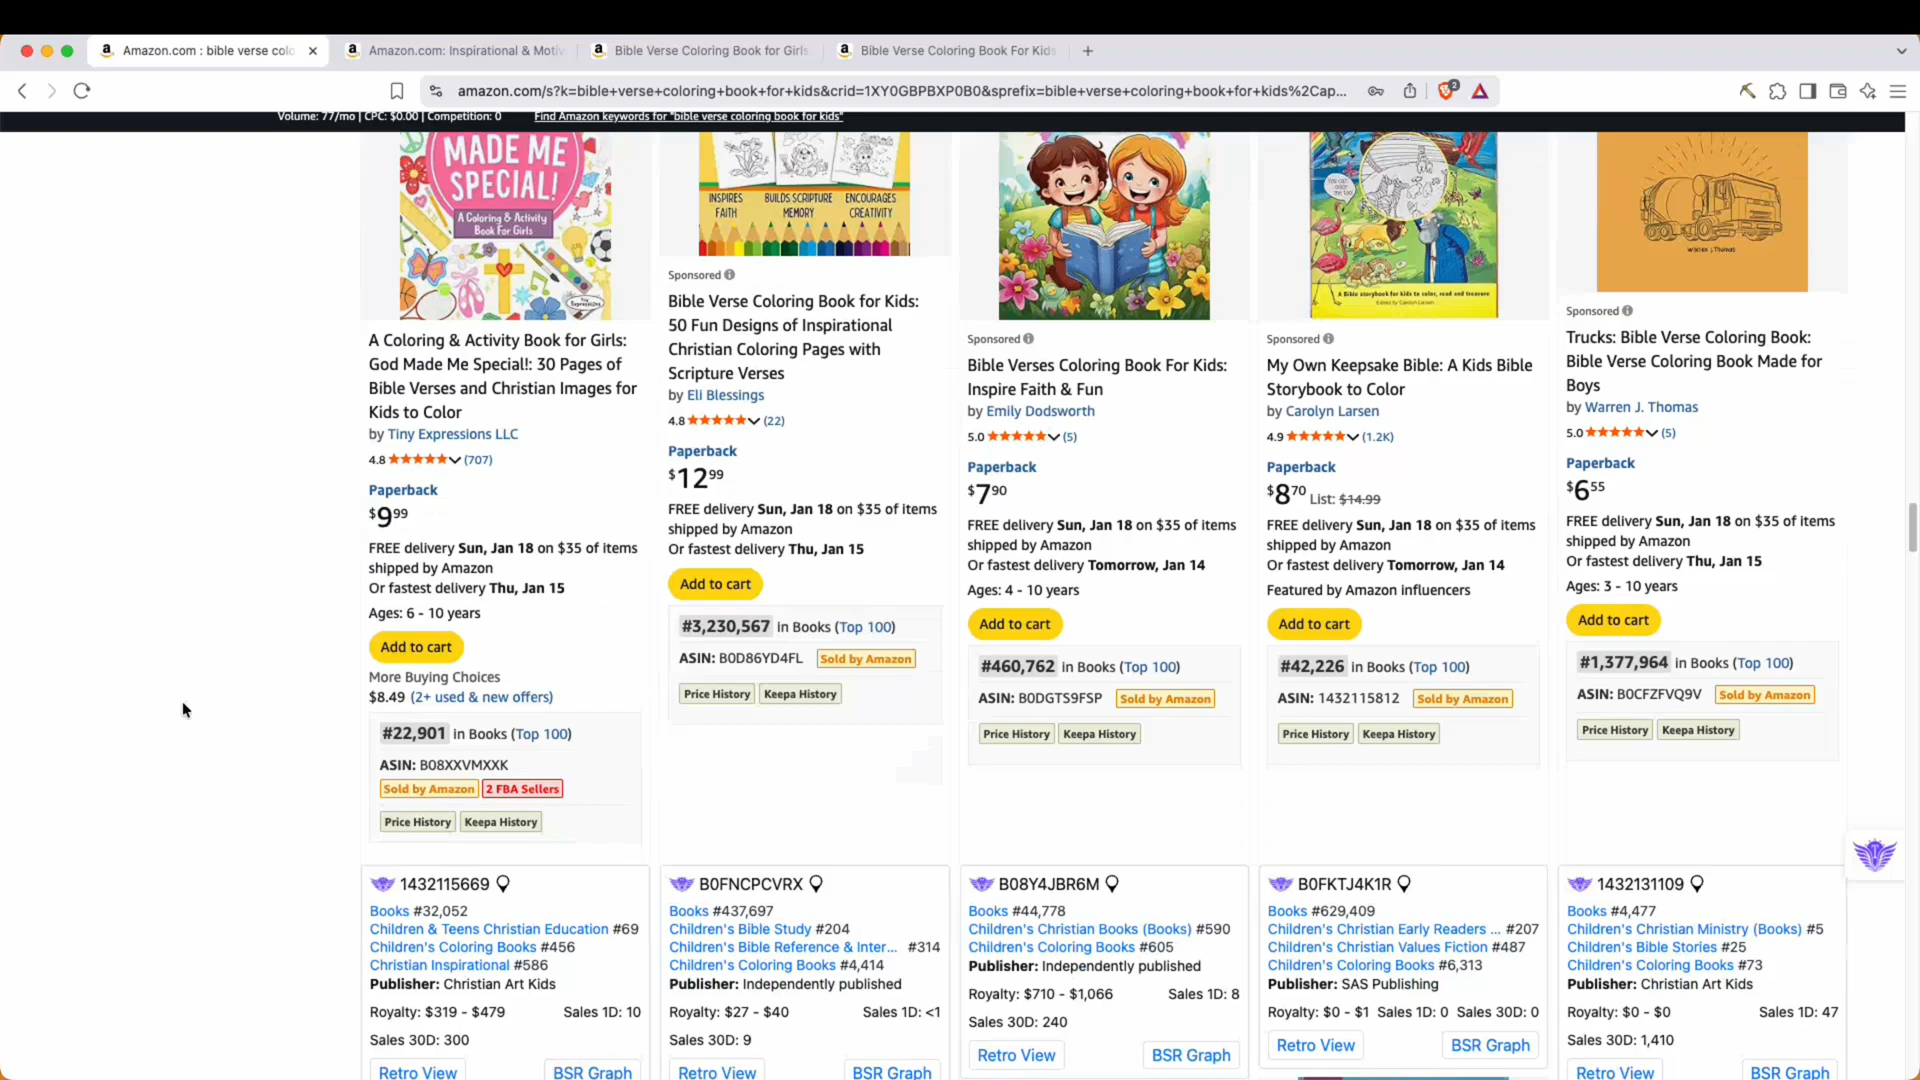 Amazon.com : bible verse colo
Amazon.com: Inspirational & Motiv
Bible Verse Coloring Book for Girls
Bible Verse Coloring Book For Kids
amazon.com/s?k=bible+verse+coloring+book+for+kids&crid=1XY0GBPBXP0B0&sprefix=bible+verse+coloring+book+for+kids%2Cap...
2
Volume: 77/mo | CPC: $0.00 | Competition: 0
Find Amazon keywords for "bible verse coloring book for kids"
MADE ME
SPECIAL!
A Coloring & Activity
Book For Girls
A Coloring & Activity Book for Girls:
God Made Me Special!: 30 Pages of
Bible Verses and Christian Images for
Kids to Color
by Tiny Expressions LLC
4.8 (707)
Paperback
$9.99
FREE delivery Sun, Jan 18 on $35 of items
shipped by Amazon
Or fastest delivery Thu, Jan 15
Ages: 6 - 10 years
Add to cart
More Buying Choices
$8.49 (2+ used & new offers)
#22,901 in Books (Top 100)
ASIN: B08XXVMXXK
Sold by Amazon 2 FBA Sellers
Price History Keepa History
INSPIRES FAITH
BUILDS SCRIPTURE MEMORY
ENCOURAGES CREATIVITY
Sponsored
Bible Verse Coloring Book for Kids:
50 Fun Designs of Inspirational
Christian Coloring Pages with
Scripture Verses
by Eli Blessings
4.8 (22)
Paperback
$12.99
FREE delivery Sun, Jan 18 on $35 of items
shipped by Amazon
Or fastest delivery Thu, Jan 15
Add to cart
#3,230,567 in Books (Top 100)
ASIN: B0D86YD4FL Sold by Amazon
Price History Keepa History
Sponsored
Bible Verses Coloring Book For Kids:
Inspire Faith & Fun
by Emily Dodsworth
5.0 (5)
Paperback
$7.90
FREE delivery Sun, Jan 18 on $35 of items
shipped by Amazon
Or fastest delivery Tomorrow, Jan 14
Ages: 4 - 10 years
Add to cart
#460,762 in Books (Top 100)
ASIN: B0DGTS9FSP Sold by Amazon
Price History Keepa History
A Bible storybook for kids to color, read and treasure
Edited by Carolyn Larsen
Sponsored
My Own Keepsake Bible: A Kids Bible
Storybook to Color
by Carolyn Larsen
4.9 (1.2K)
Paperback
$8.70 List: $14.99
FREE delivery Sun, Jan 18 on $35 of items
shipped by Amazon
Or fastest delivery Tomorrow, Jan 14
Featured by Amazon influencers
Add to cart
#42,226 in Books (Top 100)
ASIN: 1432115812 Sold by Amazon
Price History Keepa History
Warren J. Thomas
Sponsored
Trucks: Bible Verse Coloring Book:
Bible Verse Coloring Book Made for
Boys
by Warren J. Thomas
5.0 (5)
Paperback
$6.55
FREE delivery Sun, Jan 18 on $35 of items
shipped by Amazon
Or fastest delivery Thu, Jan 15
Ages: 3 - 10 years
Add to cart
#1,377,964 in Books (Top 100)
ASIN: B0CFZFVQ9V Sold by Amazon
Price History Keepa History
1432115669
Books #32,052
Children & Teens Christian Education #69
Children's Coloring Books #456
Christian Inspirational #586
Publisher: Christian Art Kids
Royalty: $319 - $479 Sales 1D: 10
Sales 30D: 300
Retro View BSR Graph
B0FNCPCVRX
Books #437,697
Children's Bible Study #204
Children's Bible Reference & Inter... #314
Children's Coloring Books #4,414
Publisher: Independently published
Royalty: $27 - $40 Sales 1D: <1
Sales 30D: 9
Retro View BSR Graph
B08Y4JBR6M
Books #44,778
Children's Christian Books (Books) #590
Children's Coloring Books #605
Publisher: Independently published
Royalty: $710 - $1,066 Sales 1D: 8
Sales 30D: 240
Retro View BSR Graph
B0FKTJ4K1R
Books #629,409
Children's Christian Early Readers ... #207
Children's Christian Values Fiction #487
Children's Coloring Books #6,313
Publisher: SAS Publishing
Royalty: $0 - $1 Sales 1D: 0 Sales 30D: 0
Retro View BSR Graph
1432131109
Books #4,477
Children's Christian Ministry (Books) #5
Children's Bible Stories #25
Children's Coloring Books #73
Publisher: Christian Art Kids
Royalty: $0 - $0 Sales 1D: 47
Sales 30D: 1,410
Retro View BSR Graph